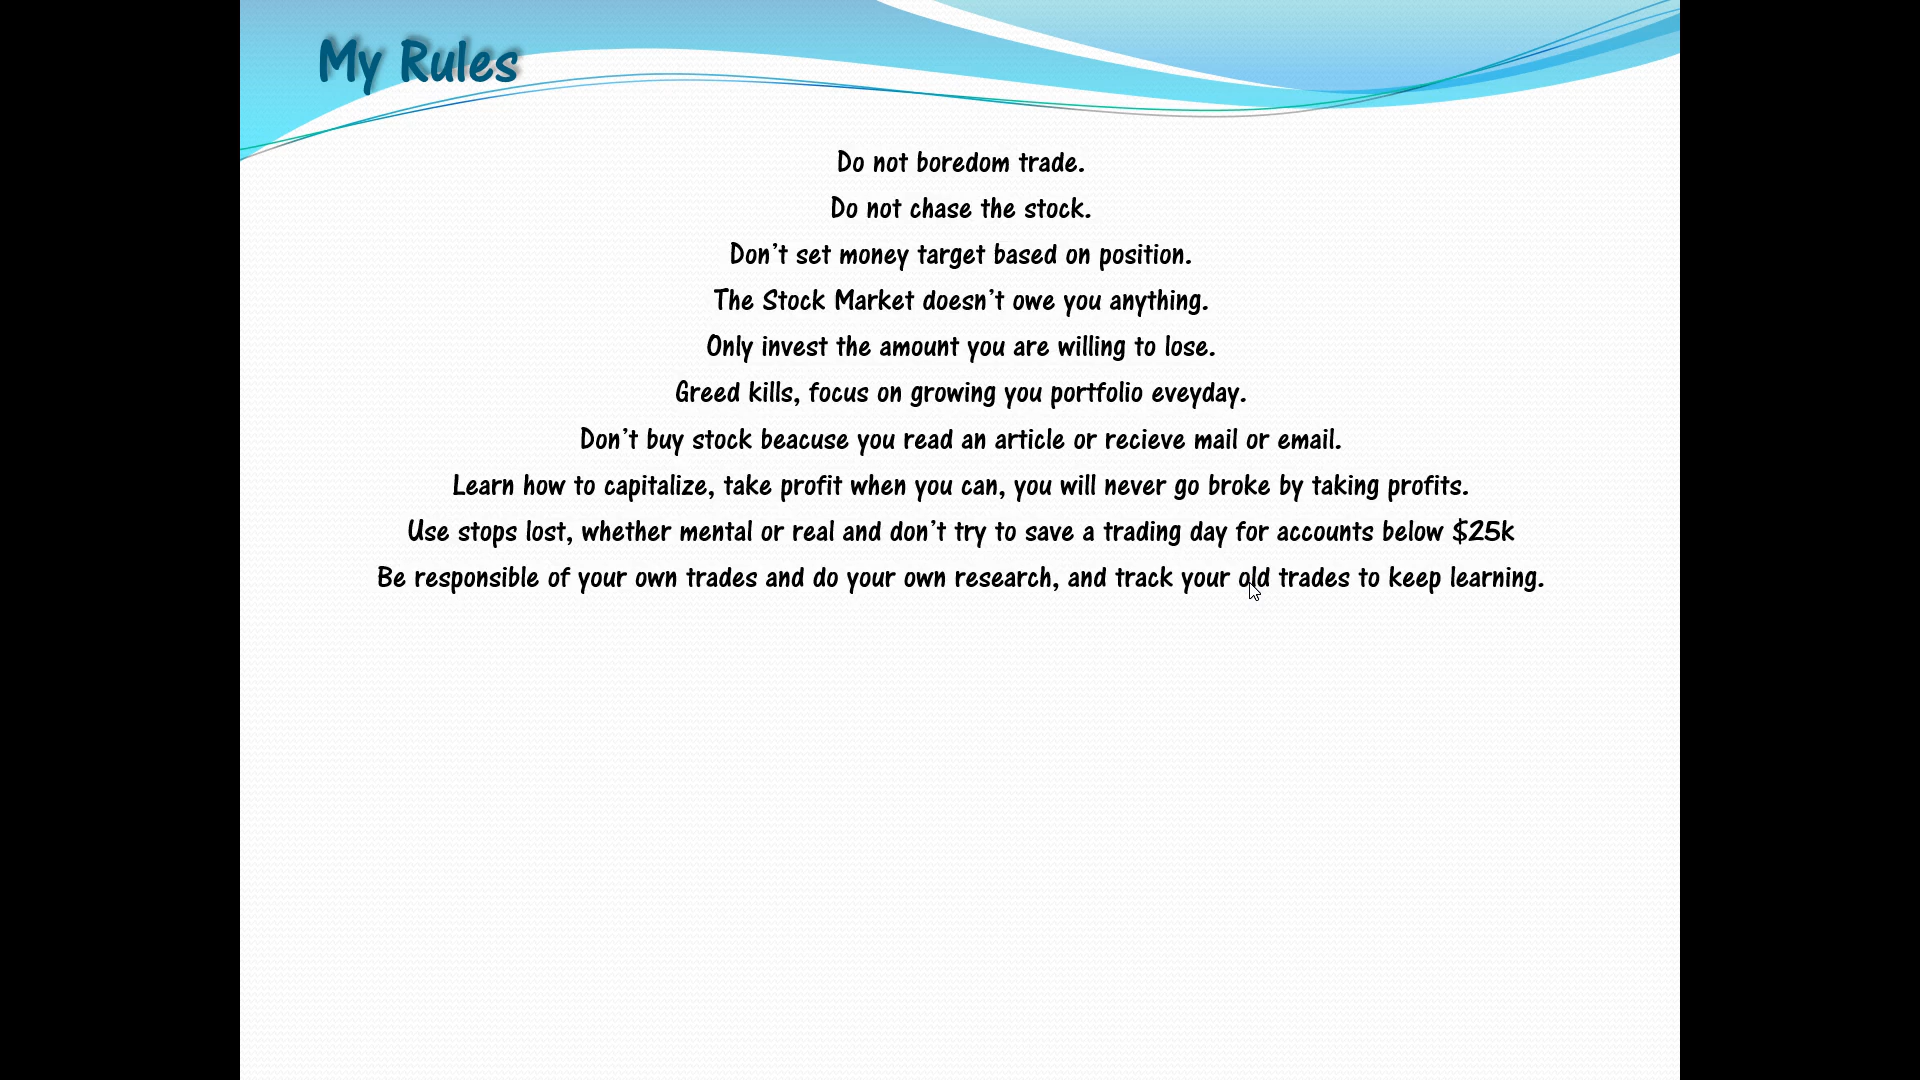 My Rules
Do not boredom trade.
Do not chase the stock.
Don't set money target based on position.
The Stock Market doesn't owe you anything.
Only invest the amount you are willing to lose.
Greed kills, focus on growing you portfolio eveyday.
Don't buy stock beacuse you read an article or recieve mail or email.
Learn how to capitalize, take profit when you can, you will never go broke by taking profits.
Use stops lost, whether mental or real and don't try to save a trading day for accounts below $25k
Be responsible of your own trades and do your own research, and track your old trades to keep learning.